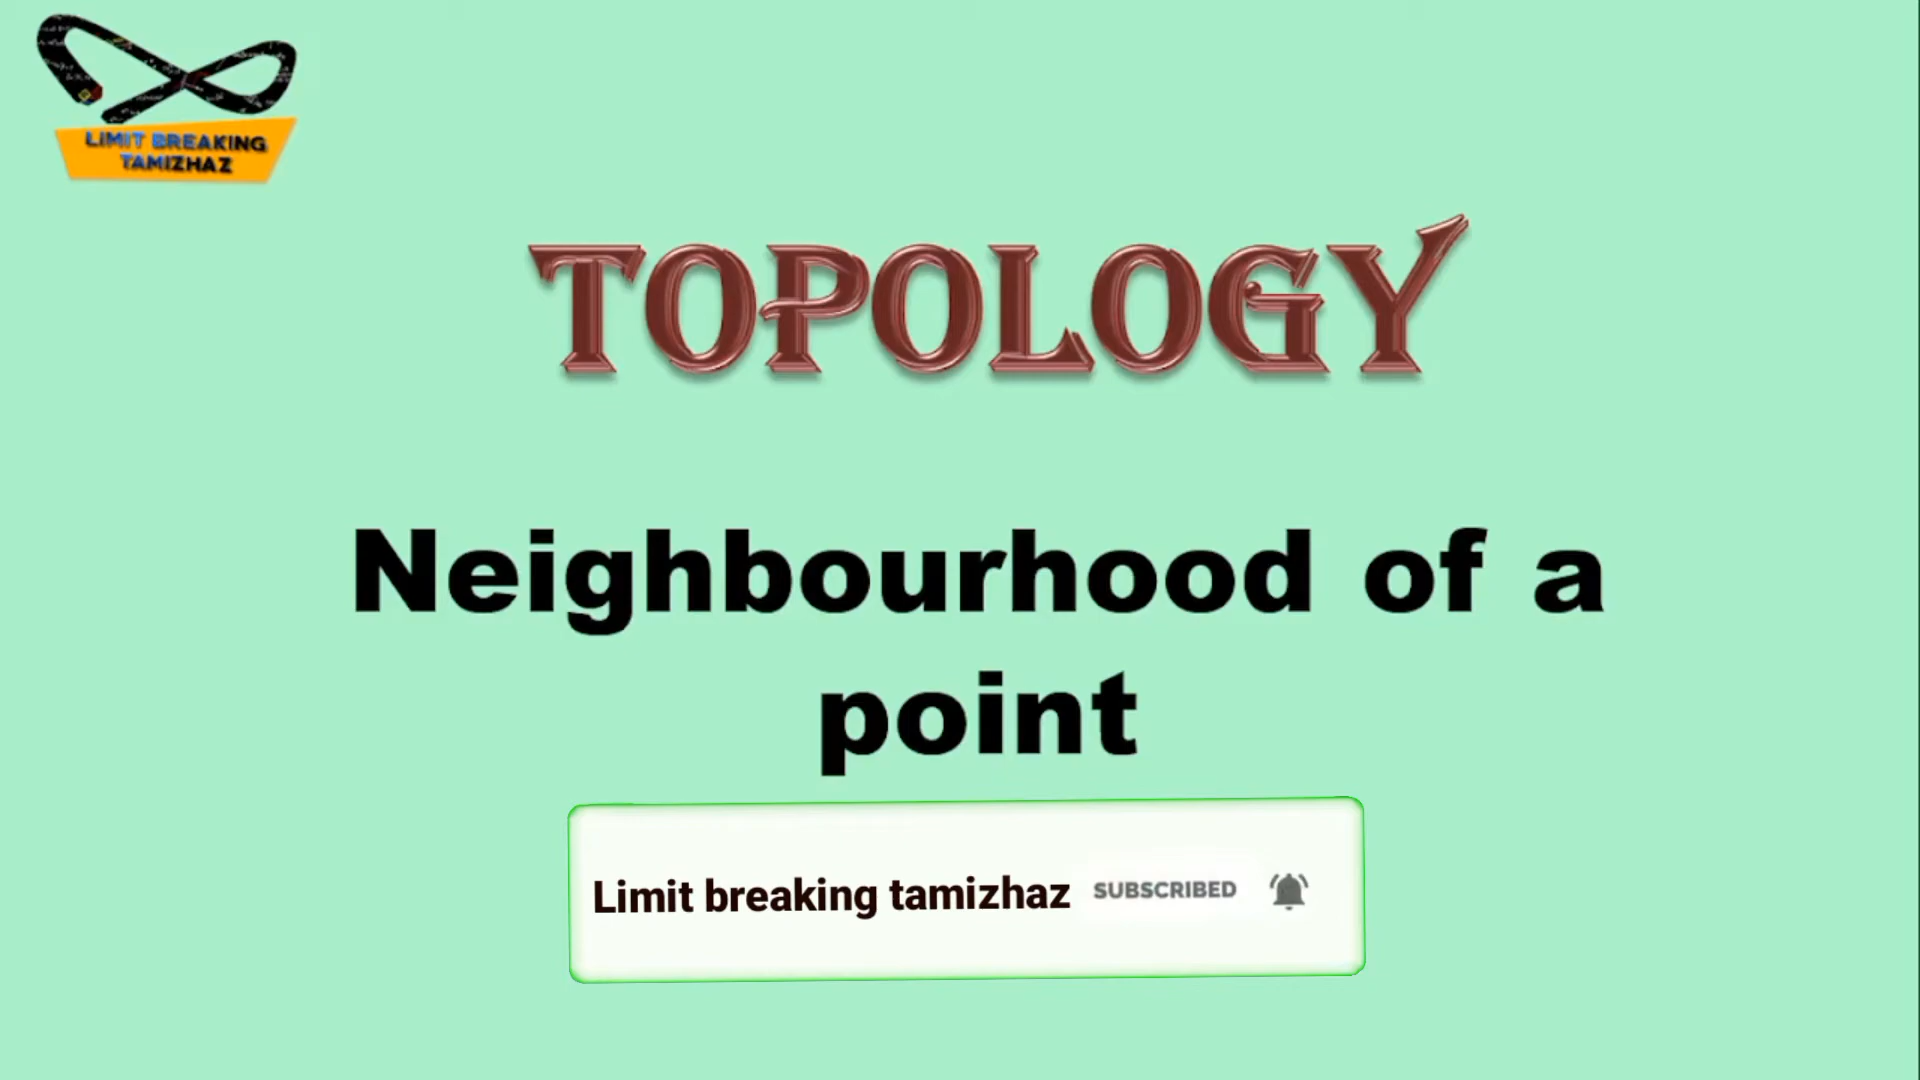 LIMIT BREAKING
TAMIZHAZ
TOPOLOGY
Neighbourhood of a
point
Limit breaking tamizhaz SUBSCRIBED